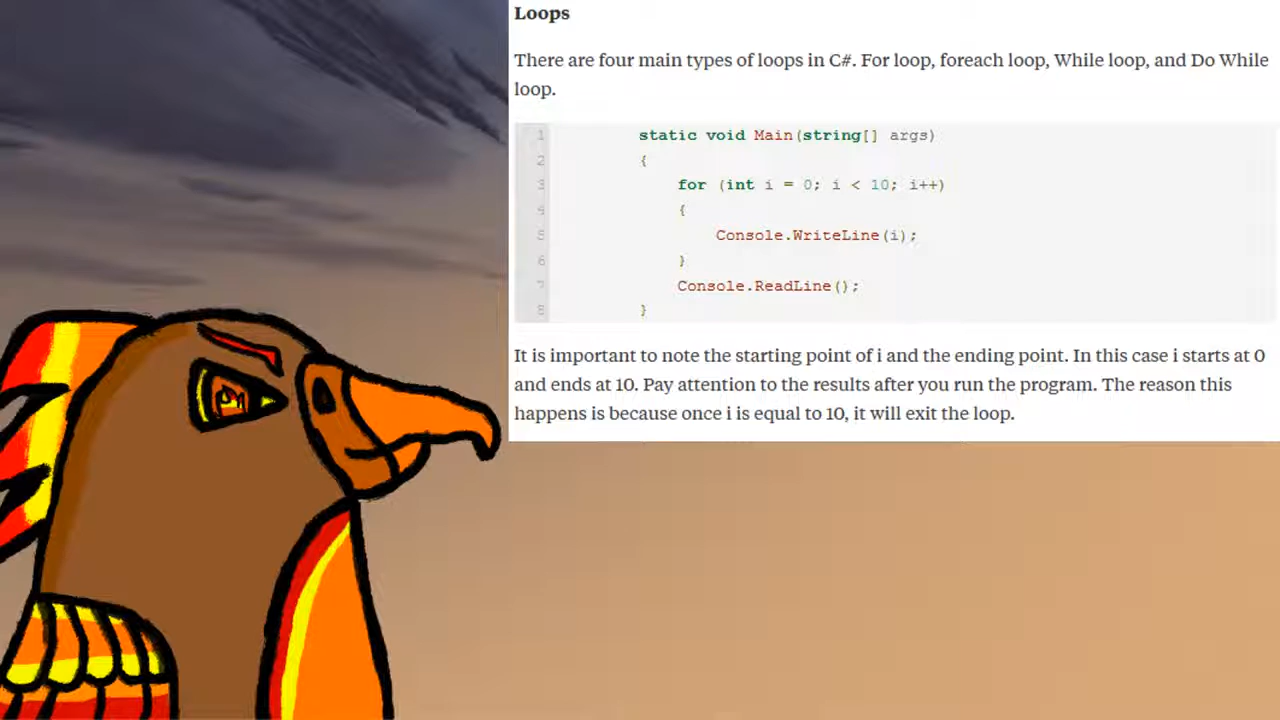 Loops
There are four main types of loops in C#. For loop, foreach loop, While loop, and Do While
loop.
1 static void Main(string[] args)
2 {
3 for (int i = 0; i < 10; i++)
4 {
5 Console.WriteLine(i);
6 }
7 Console.ReadLine();
8 }
It is important to note the starting point of i and the ending point. In this case i starts at 0
and ends at 10. Pay attention to the results after you run the program. The reason this
happens is because once i is equal to 10, it will exit the loop.